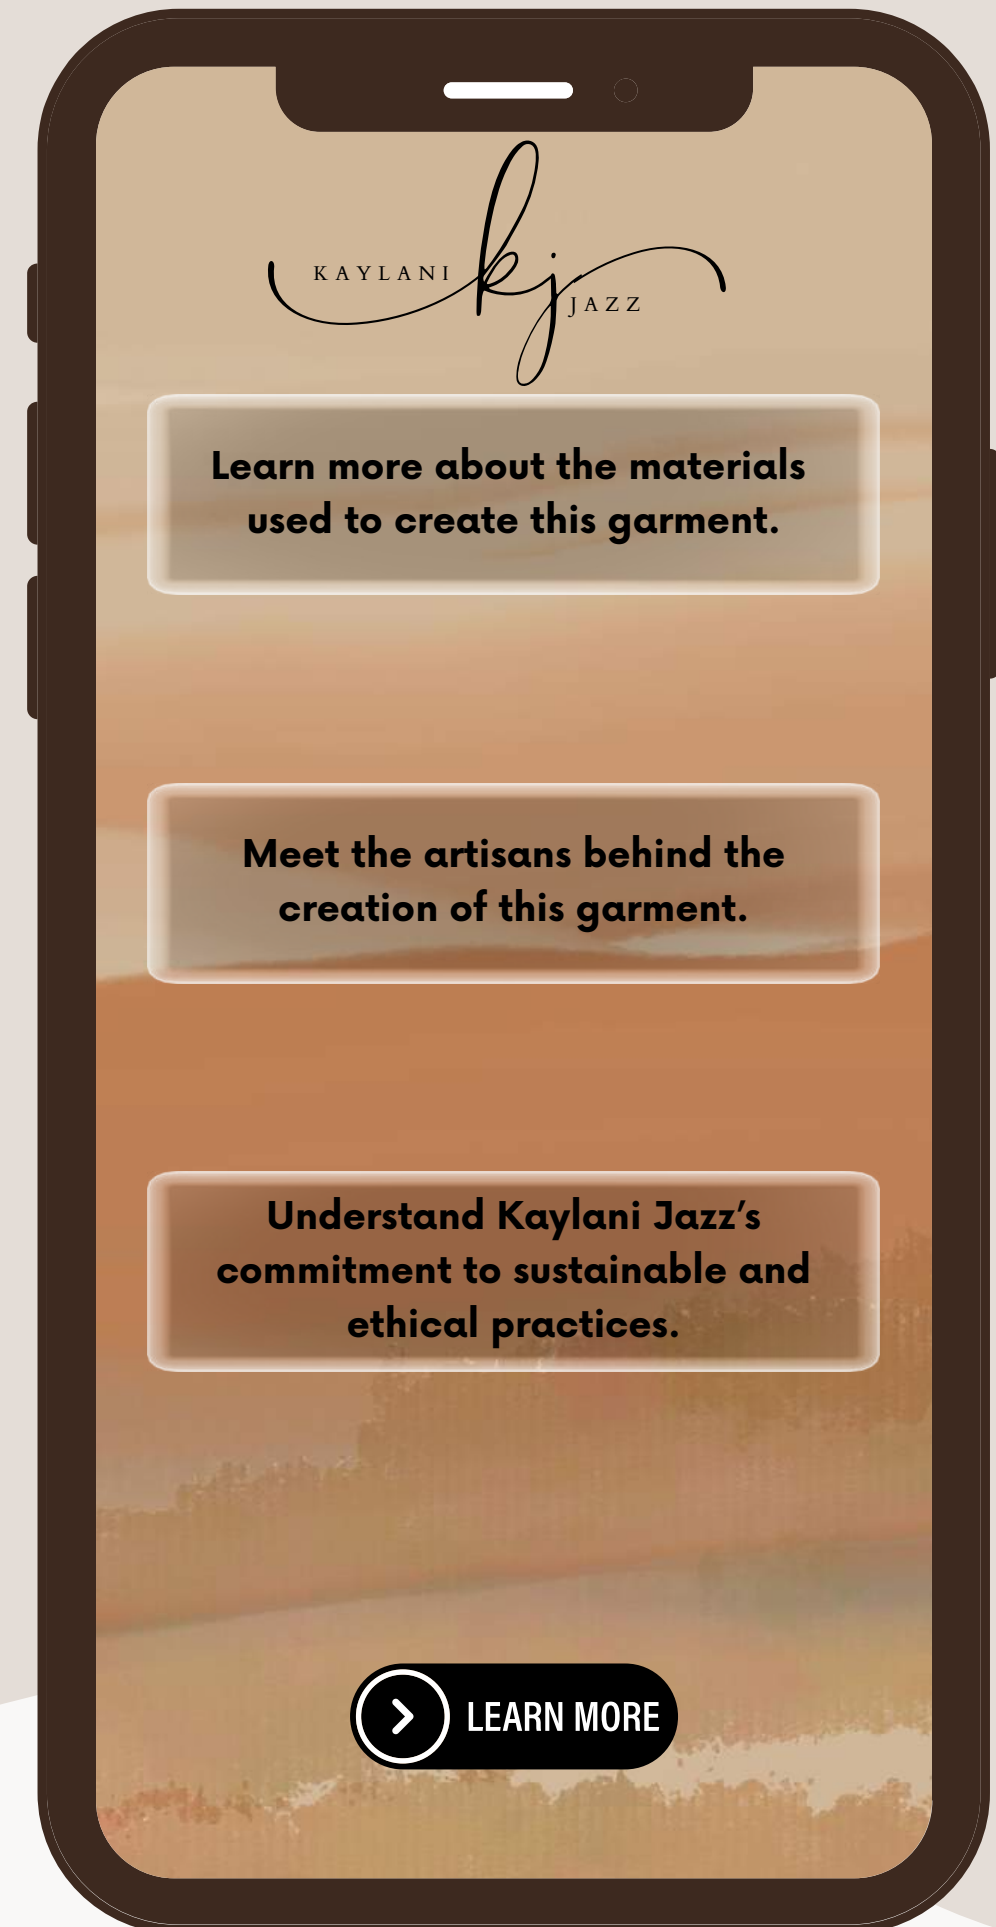 kj
KAYLANI
JAZZ
Learn more about the materials
used to create this garment.
Meet the artisans behind the
creation of this garment.
Understand Kaylani Jazz’s
commitment to sustainable and
ethical practices.
LEARN MORE